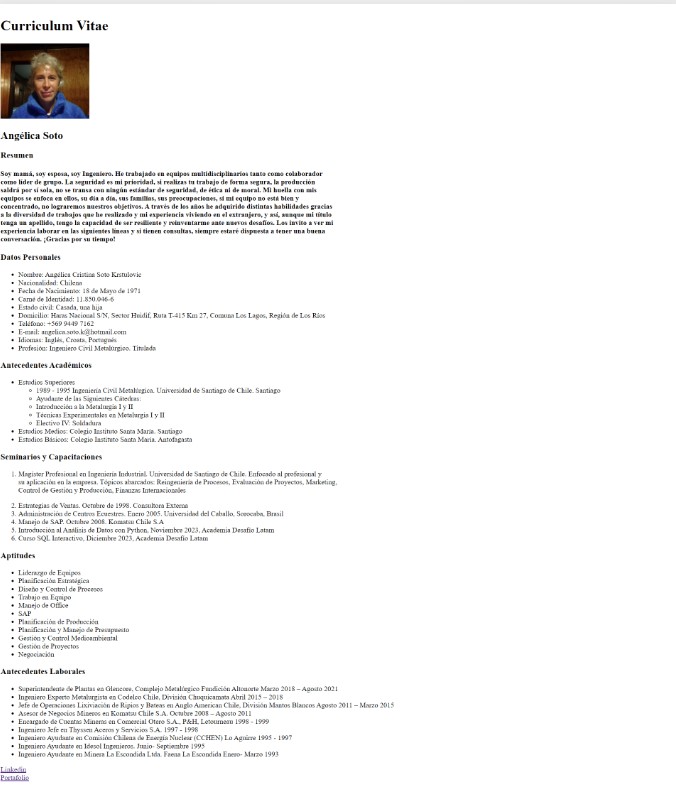 Curriculum Vitae
Angélica Soto
Resumen
Soy mamá, soy esposa, soy Ingeniero. He trabajado en equipos multidisciplinarios tanto como colaborador
como líder de grupo. La seguridad es mi prioridad, si realizas tu trabajo de forma segura, la producción
saldrá por si sola, no se transa con ningún estándar de seguridad, de ética ni de moral. Mi huella con mis
equipos se enfoca en ellos, su día a día, sus familias, sus preocupaciones, si mi equipo no está bien y
concentrado, no lograremos nuestros objetivos. A través de los años he adquirido distintas habilidades gracias
a la diversidad de trabajos que he realizado y mi experiencia viviendo en el extranjero, y así, aunque mi título
tenga un apellido, tengo la capacidad de ser resiliente y reinventarme ante nuevos desafíos. Los invito a ver mi
experiencia laborar en las siguientes líneas y si tienen consultas, siempre estaré dispuesta a tener una buena
conversación. ¡Gracias por su tiempo!
Datos Personales
Nombre: Angélica Cristina Soto Krstulovic
Nacionalidad: Chilena
Fecha de Nacimiento: 18 de Mayo de 1971
Carné de Identidad: 11.850.046-6
Estado civil: Casada, una hija
Domicilio: Haras Nacional S/N, Sector Huidif, Ruta T-415 Km 27, Comuna Los Lagos, Región de Los Ríos
Teléfono: +569 9449 7162
E-mail: angelica.soto.k@hotmail.com
Idiomas: Inglés, Croata, Portugués
Profesión: Ingeniero Civil Metalúrgico, Titulada
Antecedentes Académicos
Estudios Superiores
1989 - 1995 Ingeniería Civil Metalúrgica. Universidad de Santiago de Chile. Santiago
Ayudante de las Siguientes Cátedras:
Introducción a la Metalurgia I y II
Técnicas Experimentales en Metalurgia I y II
Electivo IV: Soldadura
Estudios Medios: Colegio Instituto Santa María. Santiago
Estudios Básicos: Colegio Instituto Santa María. Antofagasta
Seminarios y Capacitaciones
1. Magíster Profesional en Ingeniería Industrial. Universidad de Santiago de Chile. Enfocado al profesional y
su aplicación en la empresa. Tópicos abarcados: Reingeniería de Procesos, Evaluación de Proyectos, Marketing,
Control de Gestión y Producción, Finanzas Internacionales
2. Estrategias de Ventas. Octubre de 1998. Consultora Externa
3. Administración de Centros Ecuestres. Enero 2005. Universidad del Caballo, Sorocaba, Brasil
4. Manejo de SAP. Octubre 2008. Komatsu Chile S.A
5. Introducción al Análisis de Datos con Python, Noviembre 2023, Academia Desafío Latam
6. Curso SQL Interactivo, Diciembre 2023, Academia Desafío Latam
Aptitudes
Liderazgo de Equipos
Planificación Estratégica
Diseño y Control de Procesos
Trabajo en Equipo
Manejo de Office
SAP
Planificación de Producción
Planificación y Manejo de Presupuesto
Gestión y Control Medioambiental
Gestión de Proyectos
Negociación
Antecedentes Laborales
Superintendente de Plantas en Glencore, Complejo Metalúrgico Fundición Altonorte Marzo 2018 – Agosto 2021
Ingeniero Experto Metalurgista en Codelco Chile, División Chuquicamata Abril 2015 – 2018
Jefe de Operaciones Lixiviación de Ripios y Bateas en Anglo American Chile, División Mantos Blancos Agosto 2011 – Marzo 2015
Asesor de Negocios Mineros en Komatsu Chile S.A. Octubre 2008 – Agosto 2011
Encargado de Cuentas Mineras en Comercial Otero S.A., P&H, Letourneru 1998 - 1999
Ingeniero Jefe en Thyssen Aceros y Servicios S.A. 1997 - 1998
Ingeniero Ayudante en Comisión Chilena de Energía Nuclear (CCHEN) Lo Aguirre 1995 - 1997
Ingeniero Ayudante en Idesol Ingenieros. Junio- Septiembre 1995
Ingeniero Ayudante en Minera La Escondida Ltda. Faena La Escondida Enero- Marzo 1993
Linkedin
Portafolio